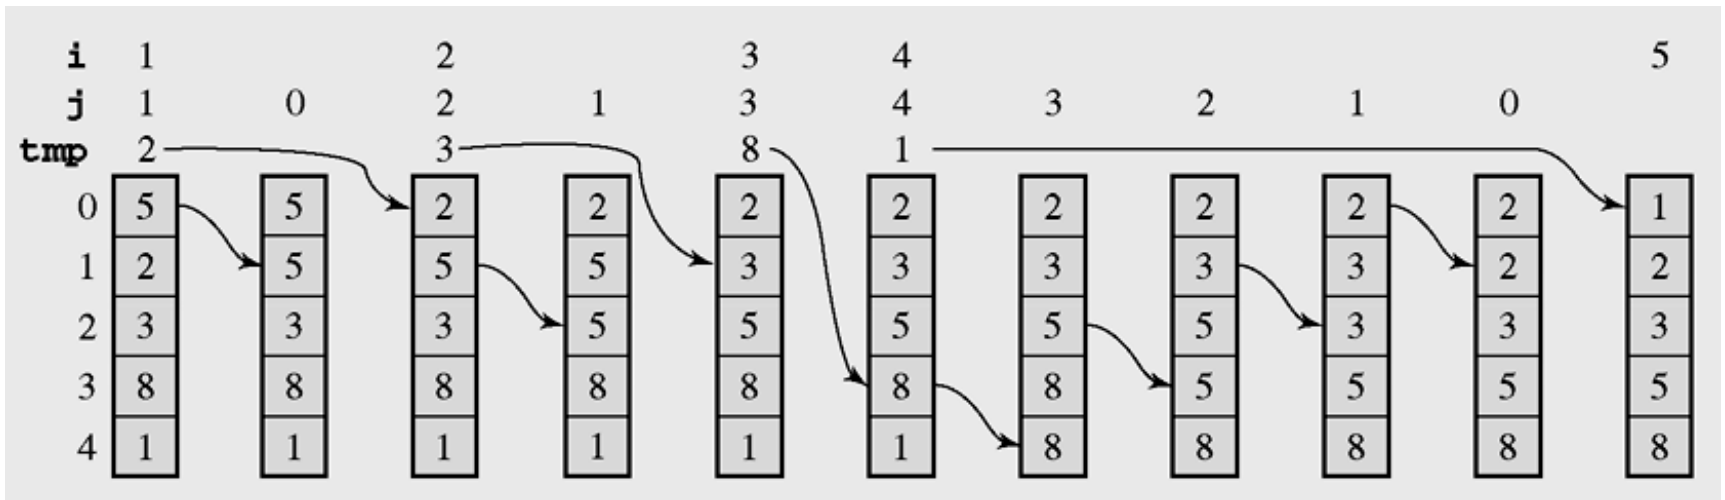 i 1 2 3 4 5
j 1 0 2 1 3 4 3 2 1 0
tmp 2 3 8 1
0 5 5 2 2 2 2 2 2 2 2 1
1 2 5 5 5 3 3 3 3 3 2 2
2 3 3 3 5 5 5 5 5 3 3 3
3 8 8 8 8 8 8 8 5 5 5 5
4 1 1 1 1 1 1 8 8 8 8 8